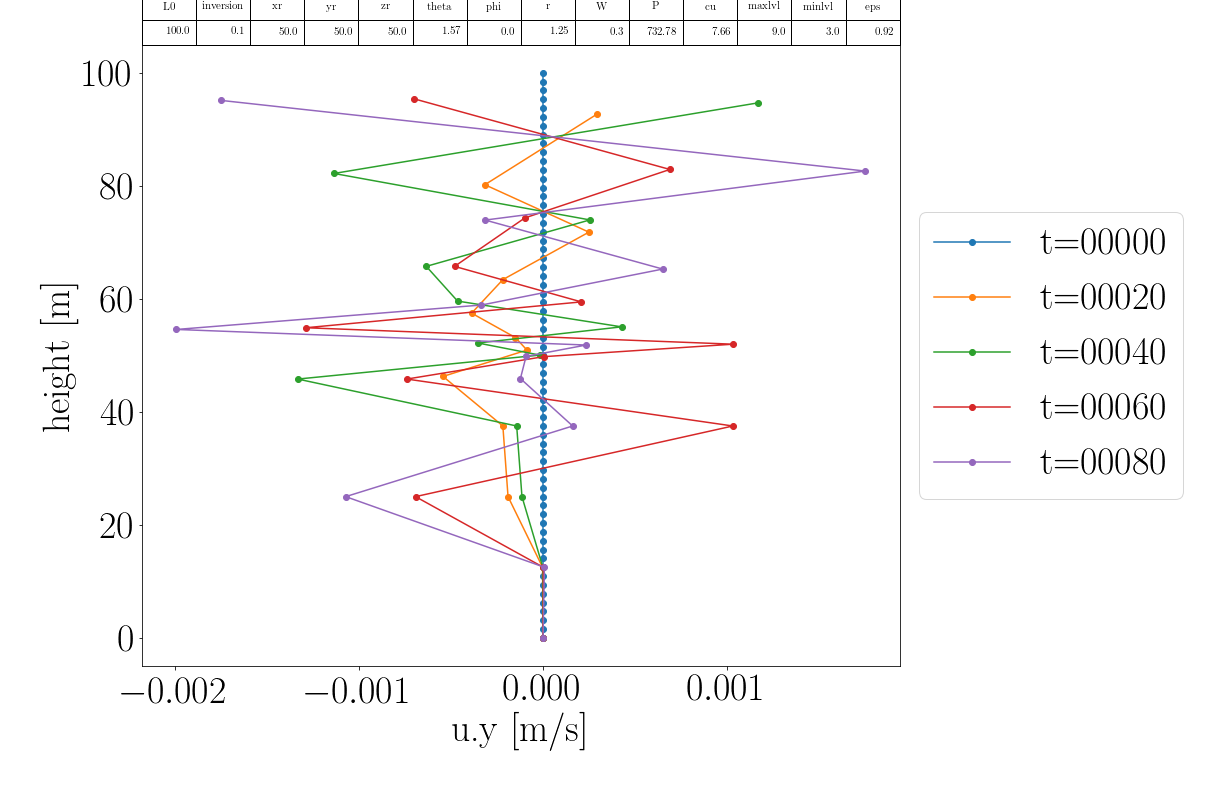 L0 inversion xr yr zr theta phi r W P cu maxlvl minlvl eps
100.0 0.1 50.0 50.0 50.0 1.57 0.0 1.25 0.3 732.78 7.66 9.0 3.0 0.92
100
80
60
40
20
0
height [m]
−0.002 −0.001 0.000 0.001
u.y [m/s]
t=00000
t=00020
t=00040
t=00060
t=00080